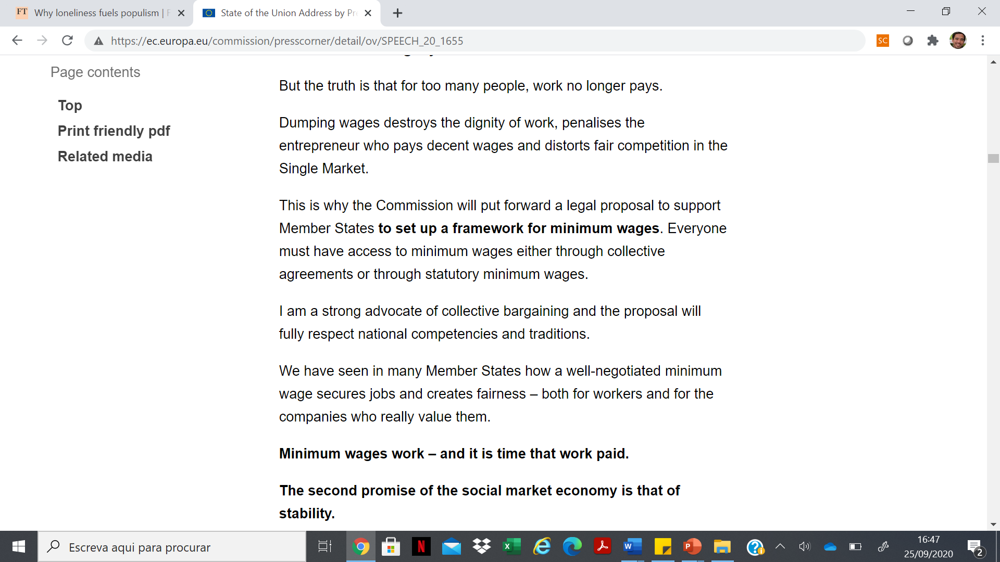 FT Why loneliness fuels populism | F
State of the Union Address by Pre
https://ec.europa.eu/commission/presscorner/detail/ov/SPEECH_20_1655
SC
Page contents
Top
Print friendly pdf
Related media
But the truth is that for too many people, work no longer pays.
Dumping wages destroys the dignity of work, penalises the
entrepreneur who pays decent wages and distorts fair competition in the
Single Market.
This is why the Commission will put forward a legal proposal to support
Member States to set up a framework for minimum wages. Everyone
must have access to minimum wages either through collective
agreements or through statutory minimum wages.
I am a strong advocate of collective bargaining and the proposal will
fully respect national competencies and traditions.
We have seen in many Member States how a well-negotiated minimum
wage secures jobs and creates fairness – both for workers and for the
companies who really value them.
Minimum wages work – and it is time that work paid.
The second promise of the social market economy is that of
stability.
Escreva aqui para procurar
16:47
25/09/2020
2